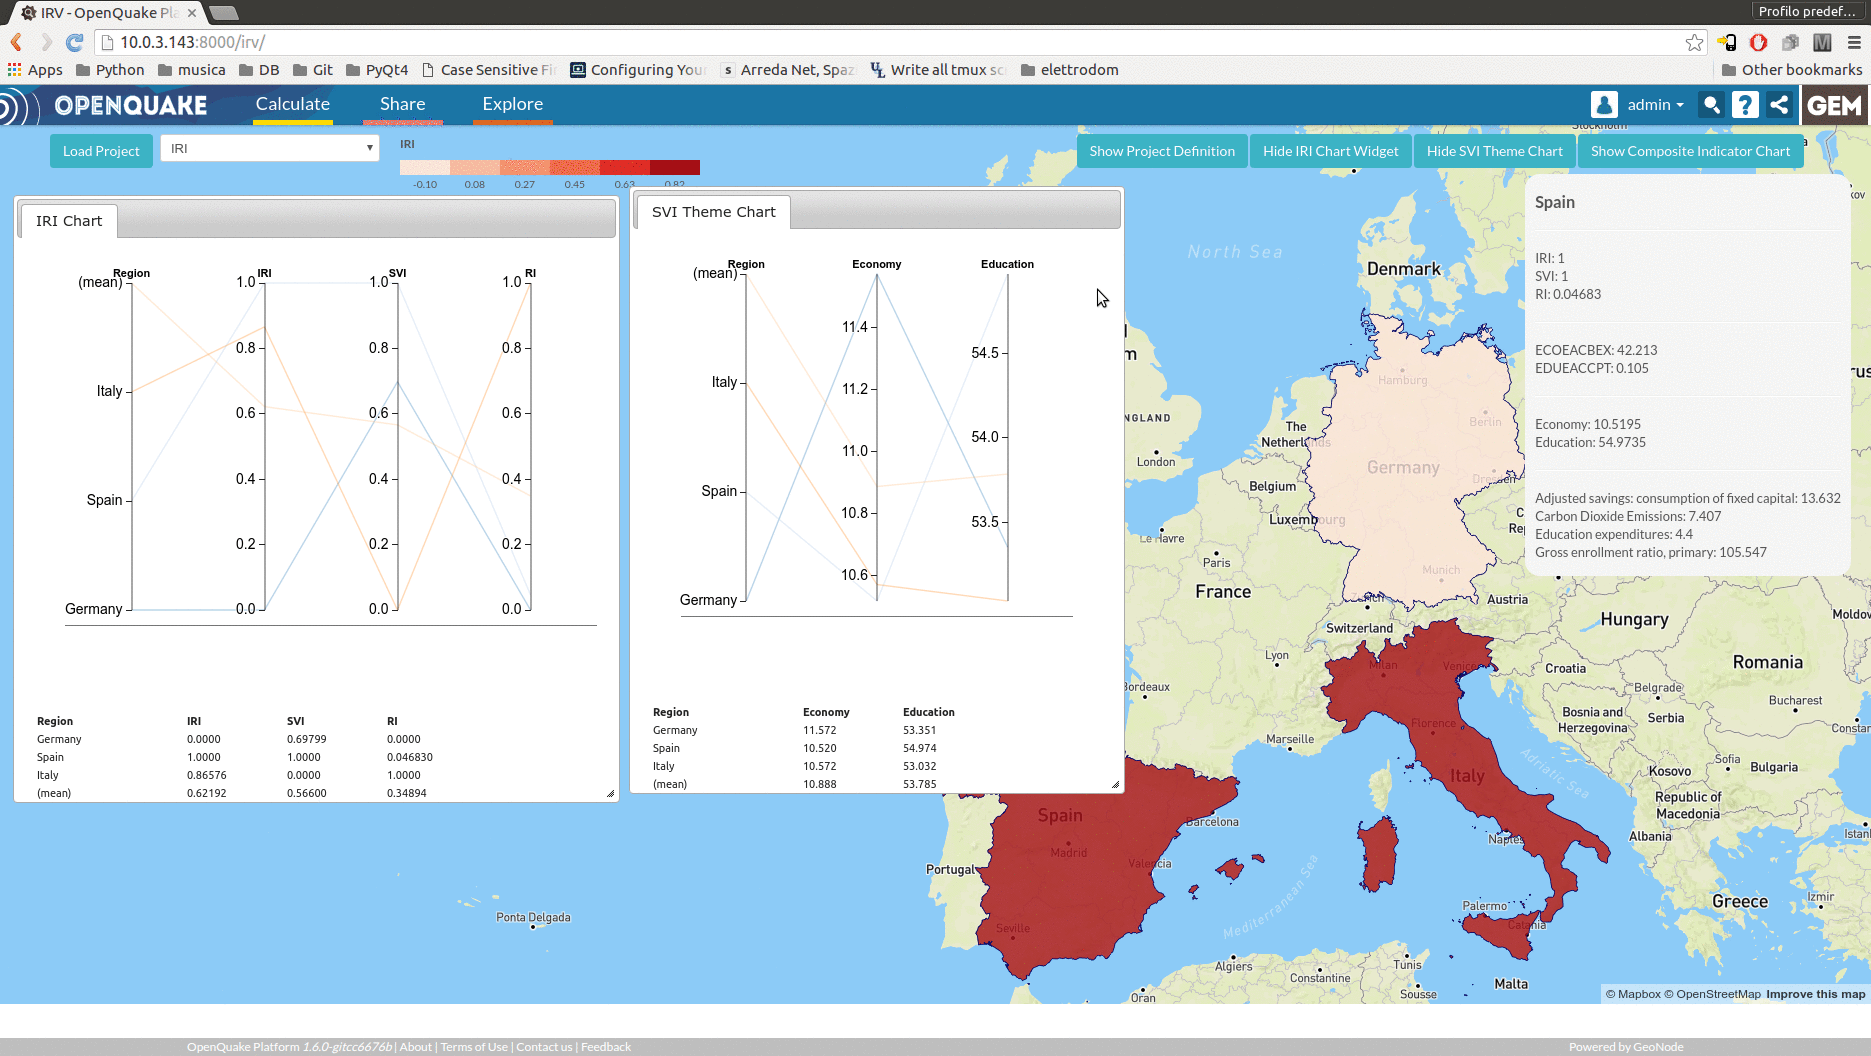 IRV - OpenQuake Pla
Profilo predef...
10.0.3.143:8000/irv/
Apps Python musica DB Git PyQt4 Case Sensitive Fi Configuring You Arreda Net, Spaz Write all tmux sc elettrodom Other bookmarks
OPENQUAKE Calculate Share Explore admin ? GEM
Load Project IRI IRI
-0.10 0.08 0.27 0.45 0.63 0.82
Show Project Definition Hide IRI Chart Widget Hide SVI Theme Chart Show Composite Indicator Chart
IRI Chart
Region IRI SVI RI
(mean) 1.0 1.0 1.0
0.8 0.8 0.8
Italy
0.6 0.6 0.6
Spain 0.4 0.4 0.4
0.2 0.2 0.2
Germany 0.0 0.0 0.0
Region IRI SVI RI
Germany 0.0000 0.69799 0.0000
Spain 1.0000 1.0000 0.046830
Italy 0.86576 0.0000 1.0000
(mean) 0.62192 0.56600 0.34894
SVI Theme Chart
Region Economy Education
(mean)
11.4
54.5
Italy 11.2
11.0 54.0
Spain
10.8 53.5
10.6
Germany
Region Economy Education
Germany 11.572 53.351
Spain 10.520 54.974
Italy 10.572 53.032
(mean) 10.888 53.785
Spain
IRI: 1
SVI: 1
RI: 0.04683
ECOEACBEX: 42.213
EDUEACCPT: 0.105
Economy: 10.5195
Education: 54.9735
Adjusted savings: consumption of fixed capital: 13.632
Carbon Dioxide Emissions: 7.407
Education expenditures: 4.4
Gross enrollment ratio, primary: 105.547
Stockholm
North Sea
Denmark
Hamburg
Berlin
NGLAND
The
Netherlands
London
Germany
Dresden
Belgium
Luxembourg
Le Havre
Paris
Munich
France
Zurich
Austria
Switzerland
Hungary
Moldov
Lyon
Milan
Venice
Croatia
Romania
Bordeaux
Belgrade
Bucharest
Bosnia and
Herzegovina
Serbia
Florence
Constan
Marseille
Adriatic Sea
Sofia
Bulgaria
Kosovo
Italy
Republic of
Macedonia
Spain
Barcelona
Naples
Albania
Istan
Madrid
Valencia
Portugal
Mediterranean Sea
Greece
Izmir
Palermo
Catania
Ponta Delgada
Seville
Algiers
Tunis
Constantine
Malta
Oran
Sousse
© Mapbox © OpenStreetMap Improve this map
OpenQuake Platform 1.6.0-gitcc6676b | About | Terms of Use | Contact us | Feedback
Powered by GeoNode